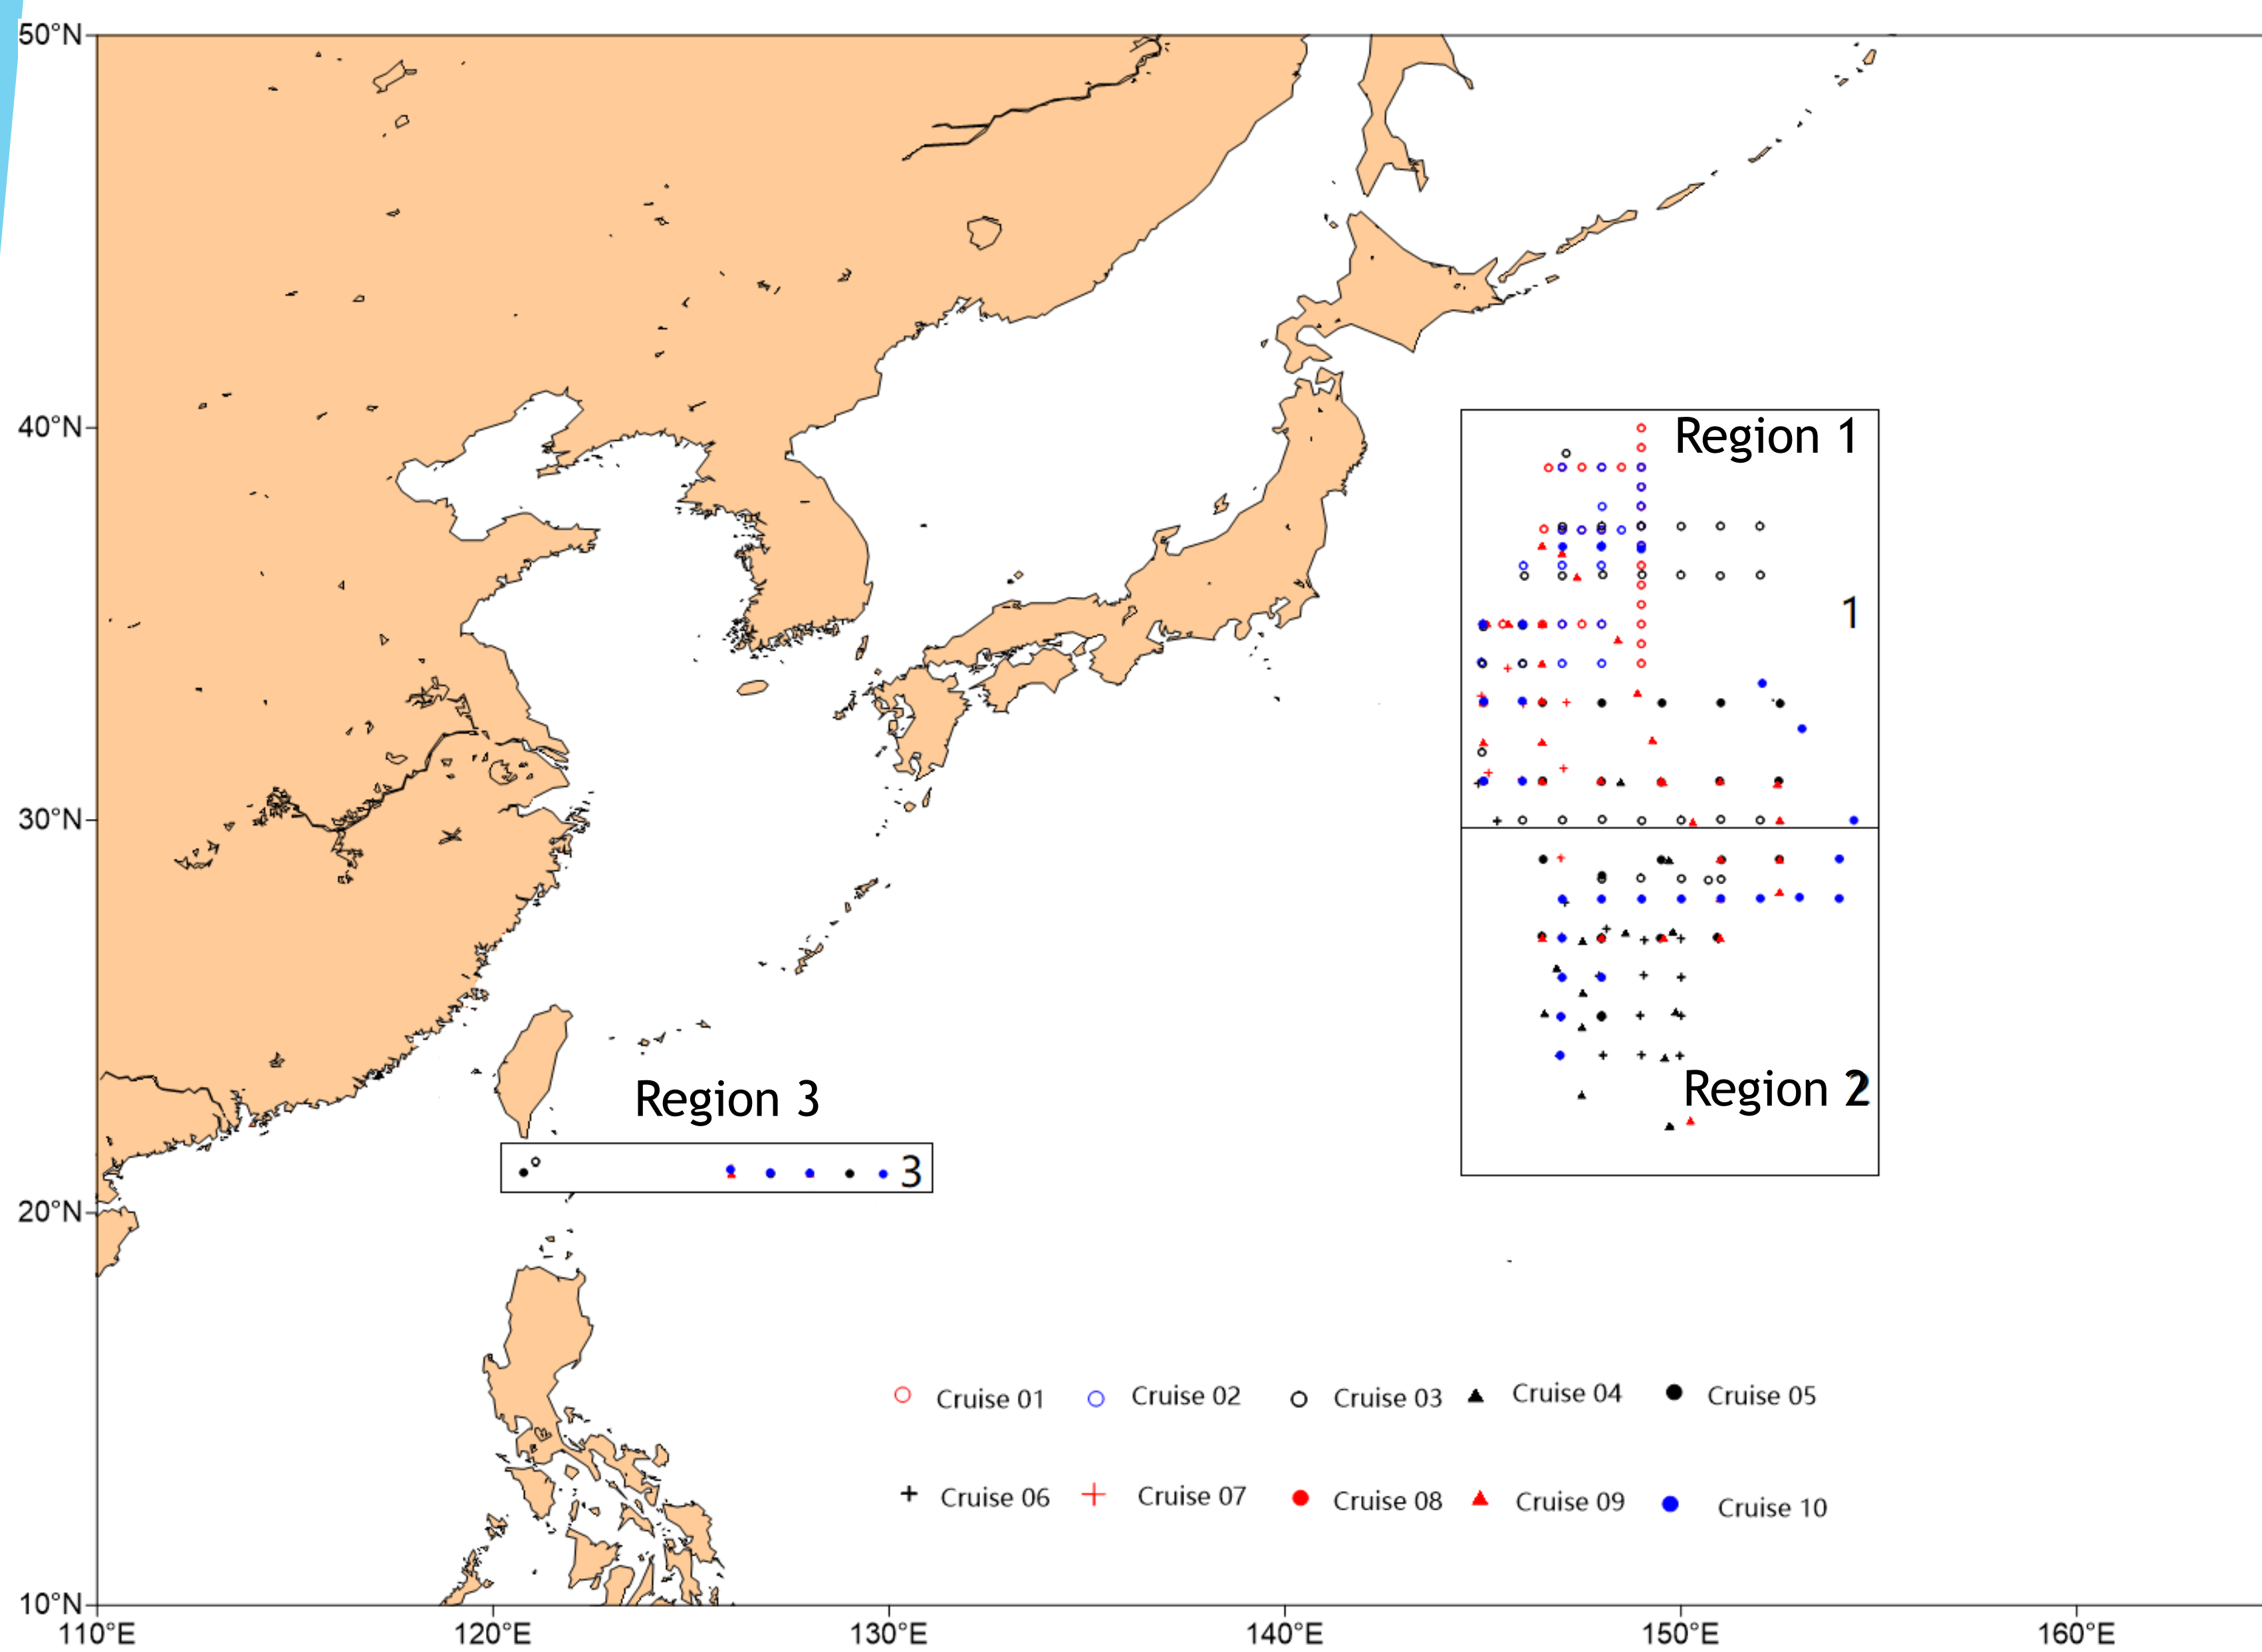 50°N
Region 1
40°N
1
30°N
Region 3
Region 2
3
20°N
Cruise 01
Cruise 02
Cruise 03
Cruise 04
Cruise 05
Cruise 06
Cruise 07
Cruise 08
Cruise 09
Cruise 10
10°N
110°E
120°E
130°E
140°E
150°E
160°E